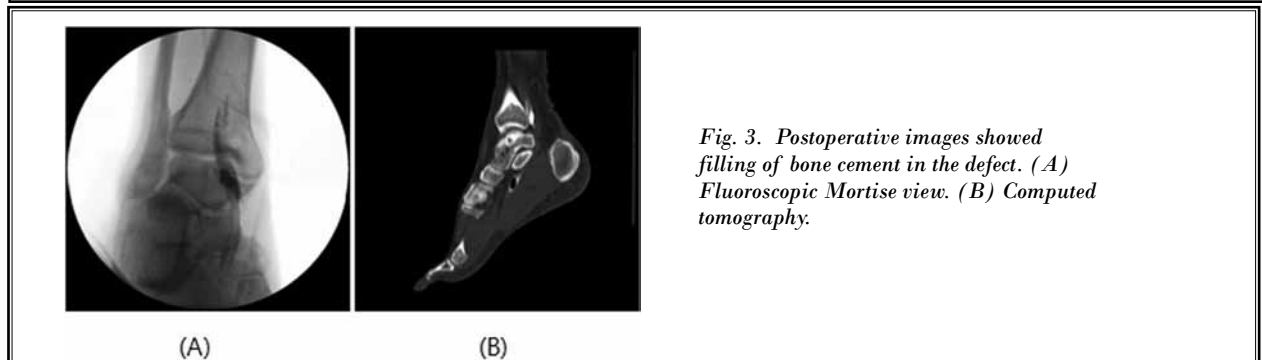 Fig. 3. Postoperative images showed
filling of bone cement in the defect. (A)
Fluoroscopic Mortise view. (B) Computed
tomography.
(A)
(B)